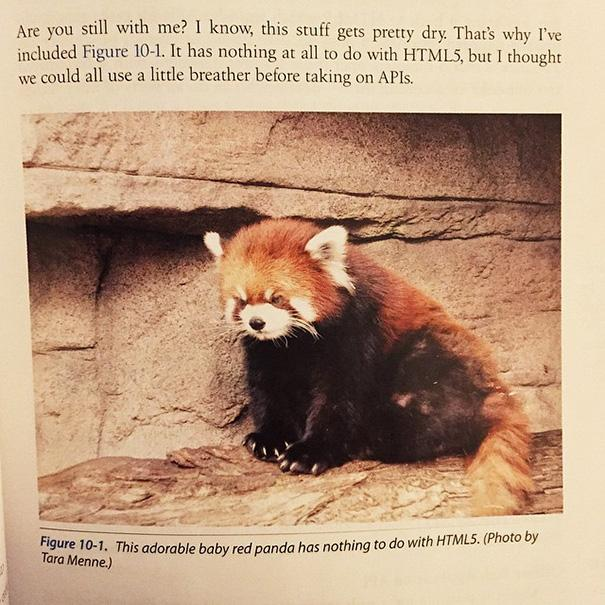 Are you still with me? I know, this stuff gets pretty dry. That's why I've
included Figure 10-1. It has nothing at all to do with HTML5, but I thought
we could all use a little breather before taking on APIs.
Figure 10-1. This adorable baby red panda has nothing to do with HTML5. (Photo by
Tara Menne.)